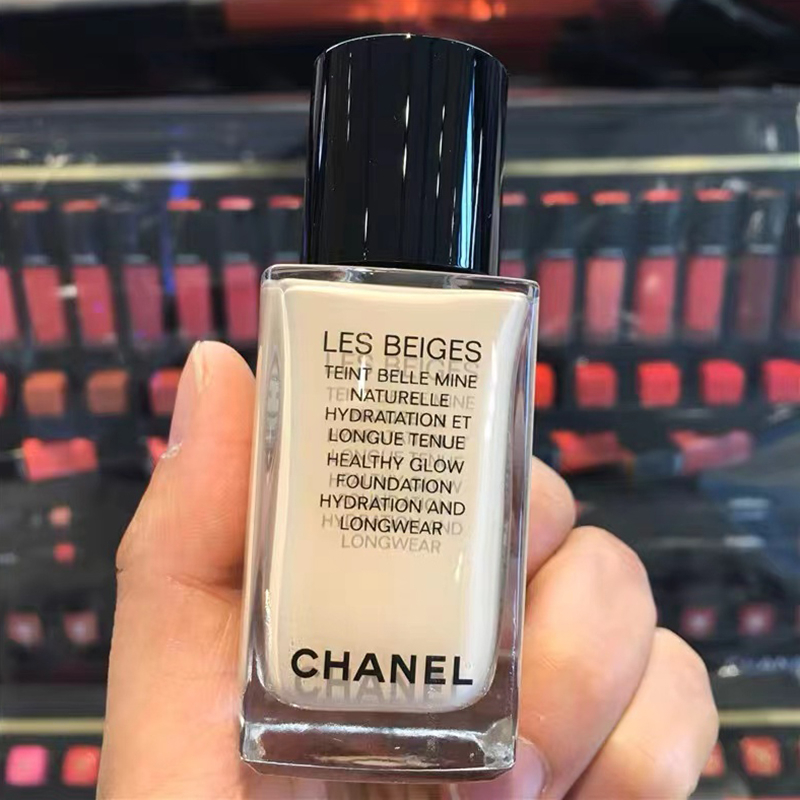 LES BEIGES
TEINT BELLE MINE
NATURELLE
HYDRATATION ET
LONGUE TENUE
HEALTHY GLOW
FOUNDATION
HYDRATION AND
LONGWEAR
CHANEL